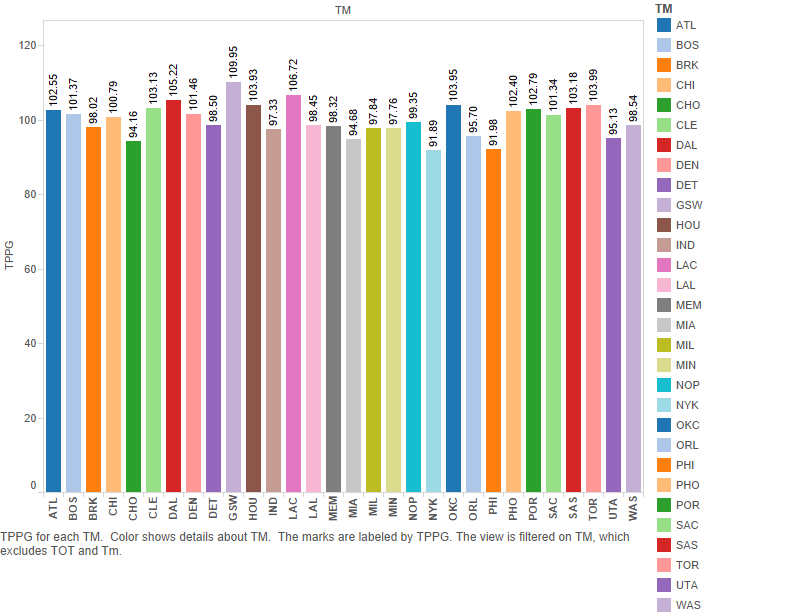 TM
TM
ATL
BOS
BRK
CHI
CHO
CLE
DAL
DEN
DET
GSW
HOU
IND
LAC
LAL
MEM
MIA
MIL
MIN
NOP
NYK
OKC
ORL
PHI
PHO
POR
SAC
SAS
TOR
UTA
WAS
TPPG
120
100
80
60
40
20
0
102.55
101.37
98.02
100.79
94.16
103.13
105.22
101.46
98.50
109.95
103.93
97.33
106.72
98.45
98.32
94.68
97.84
97.76
99.35
91.89
103.95
95.70
91.98
102.40
102.79
101.34
103.18
103.99
95.13
98.54
ATL
BOS
BRK
CHI
CHO
CLE
DAL
DEN
DET
GSW
HOU
IND
LAC
LAL
MEM
MIA
MIL
MIN
NOP
NYK
OKC
ORL
PHI
PHO
POR
SAC
SAS
TOR
UTA
WAS
TPPG for each TM.  Color shows details about TM.  The marks are labeled by TPPG. The view is filtered on TM, which
excludes TOT and Tm.